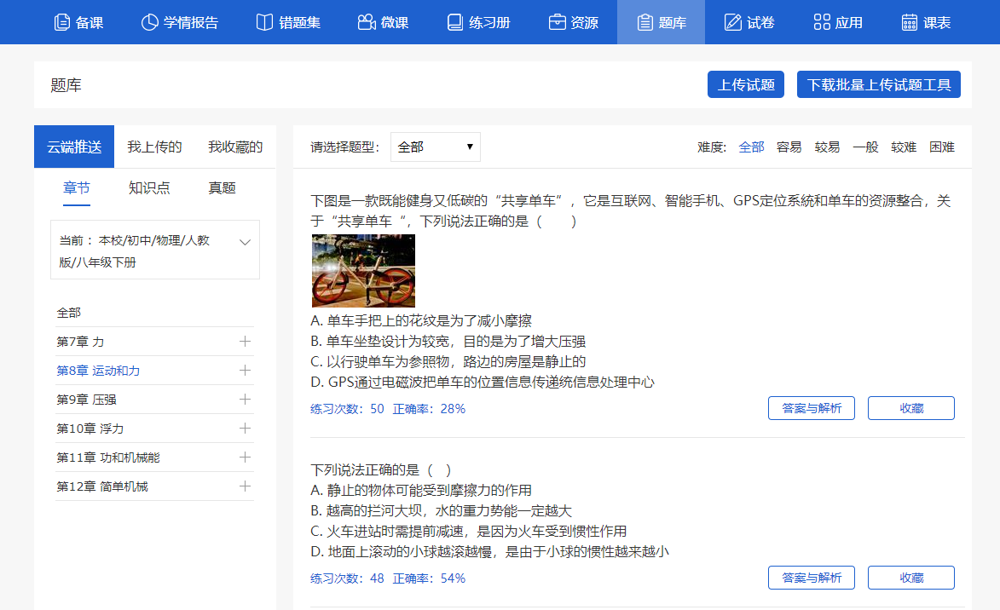 备课 学情报告 错题集 微课 练习册 资源 题库 试卷 应用 课表
题库
上传试题 下载批量上传试题工具
云端推送 我上传的 我收藏的
章节 知识点 真题
当前： 本校/初中/物理/人教
版/八年级下册
全部
第7章 力
第8章 运动和力
第9章 压强
第10章 浮力
第11章 功和机械能
第12章 简单机械
请选择题型： 全部
难度: 全部 容易 较易 一般 较难 困难
下图是一款既能健身又低碳的“共享单车”，它是互联网、智能手机、GPS定位系統和单车的资源整合，关
于“共享单车“，下列说法正确的是（　　）
A. 单车手把上的花纹是为了减小摩擦
B. 单车坐垫设计为较宽，目的是为了增大压强
C. 以行驶单车为参照物，路边的房屋是静止的
D. GPS通过电磁波把单车的位置信息传递统信息处理中心
练习次数：50 正确率：28%
答案与解析 收藏
下列说法正确的是（　）
A. 静止的物体可能受到摩擦力的作用
B. 越高的拦河大坝，水的重力势能一定越大
C. 火车进站时需提前减速，是因为火车受到惯性作用
D. 地面上滚动的小球越滚越慢，是由于小球的惯性越来越小
练习次数：48 正确率：54%
答案与解析 收藏